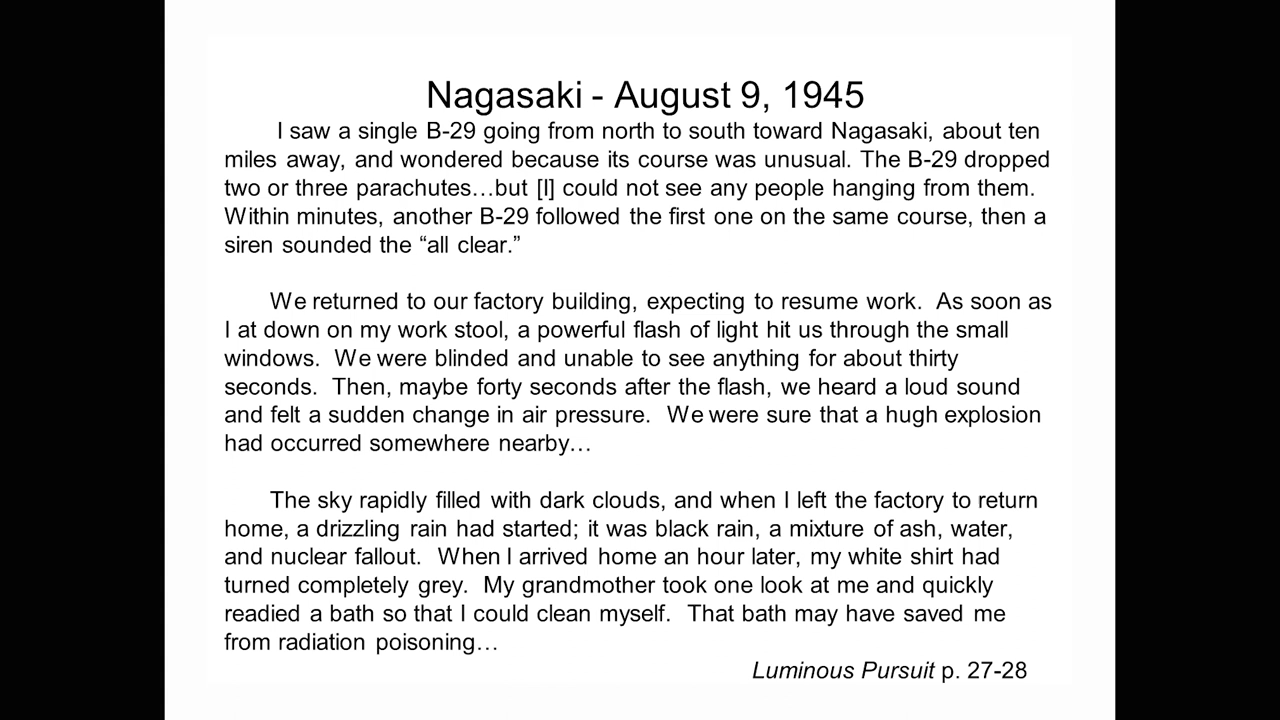 Nagasaki - August 9, 1945
I saw a single B-29 going from north to south toward Nagasaki, about ten
miles away, and wondered because its course was unusual. The B-29 dropped
two or three parachutes…but [I] could not see any people hanging from them.
Within minutes, another B-29 followed the first one on the same course, then a
siren sounded the “all clear.”
We returned to our factory building, expecting to resume work. As soon as
I at down on my work stool, a powerful flash of light hit us through the small
windows. We were blinded and unable to see anything for about thirty
seconds. Then, maybe forty seconds after the flash, we heard a loud sound
and felt a sudden change in air pressure. We were sure that a hugh explosion
had occurred somewhere nearby…
The sky rapidly filled with dark clouds, and when I left the factory to return
home, a drizzling rain had started; it was black rain, a mixture of ash, water,
and nuclear fallout. When I arrived home an hour later, my white shirt had
turned completely grey. My grandmother took one look at me and quickly
readied a bath so that I could clean myself. That bath may have saved me
from radiation poisoning…
Luminous Pursuit p. 27-28